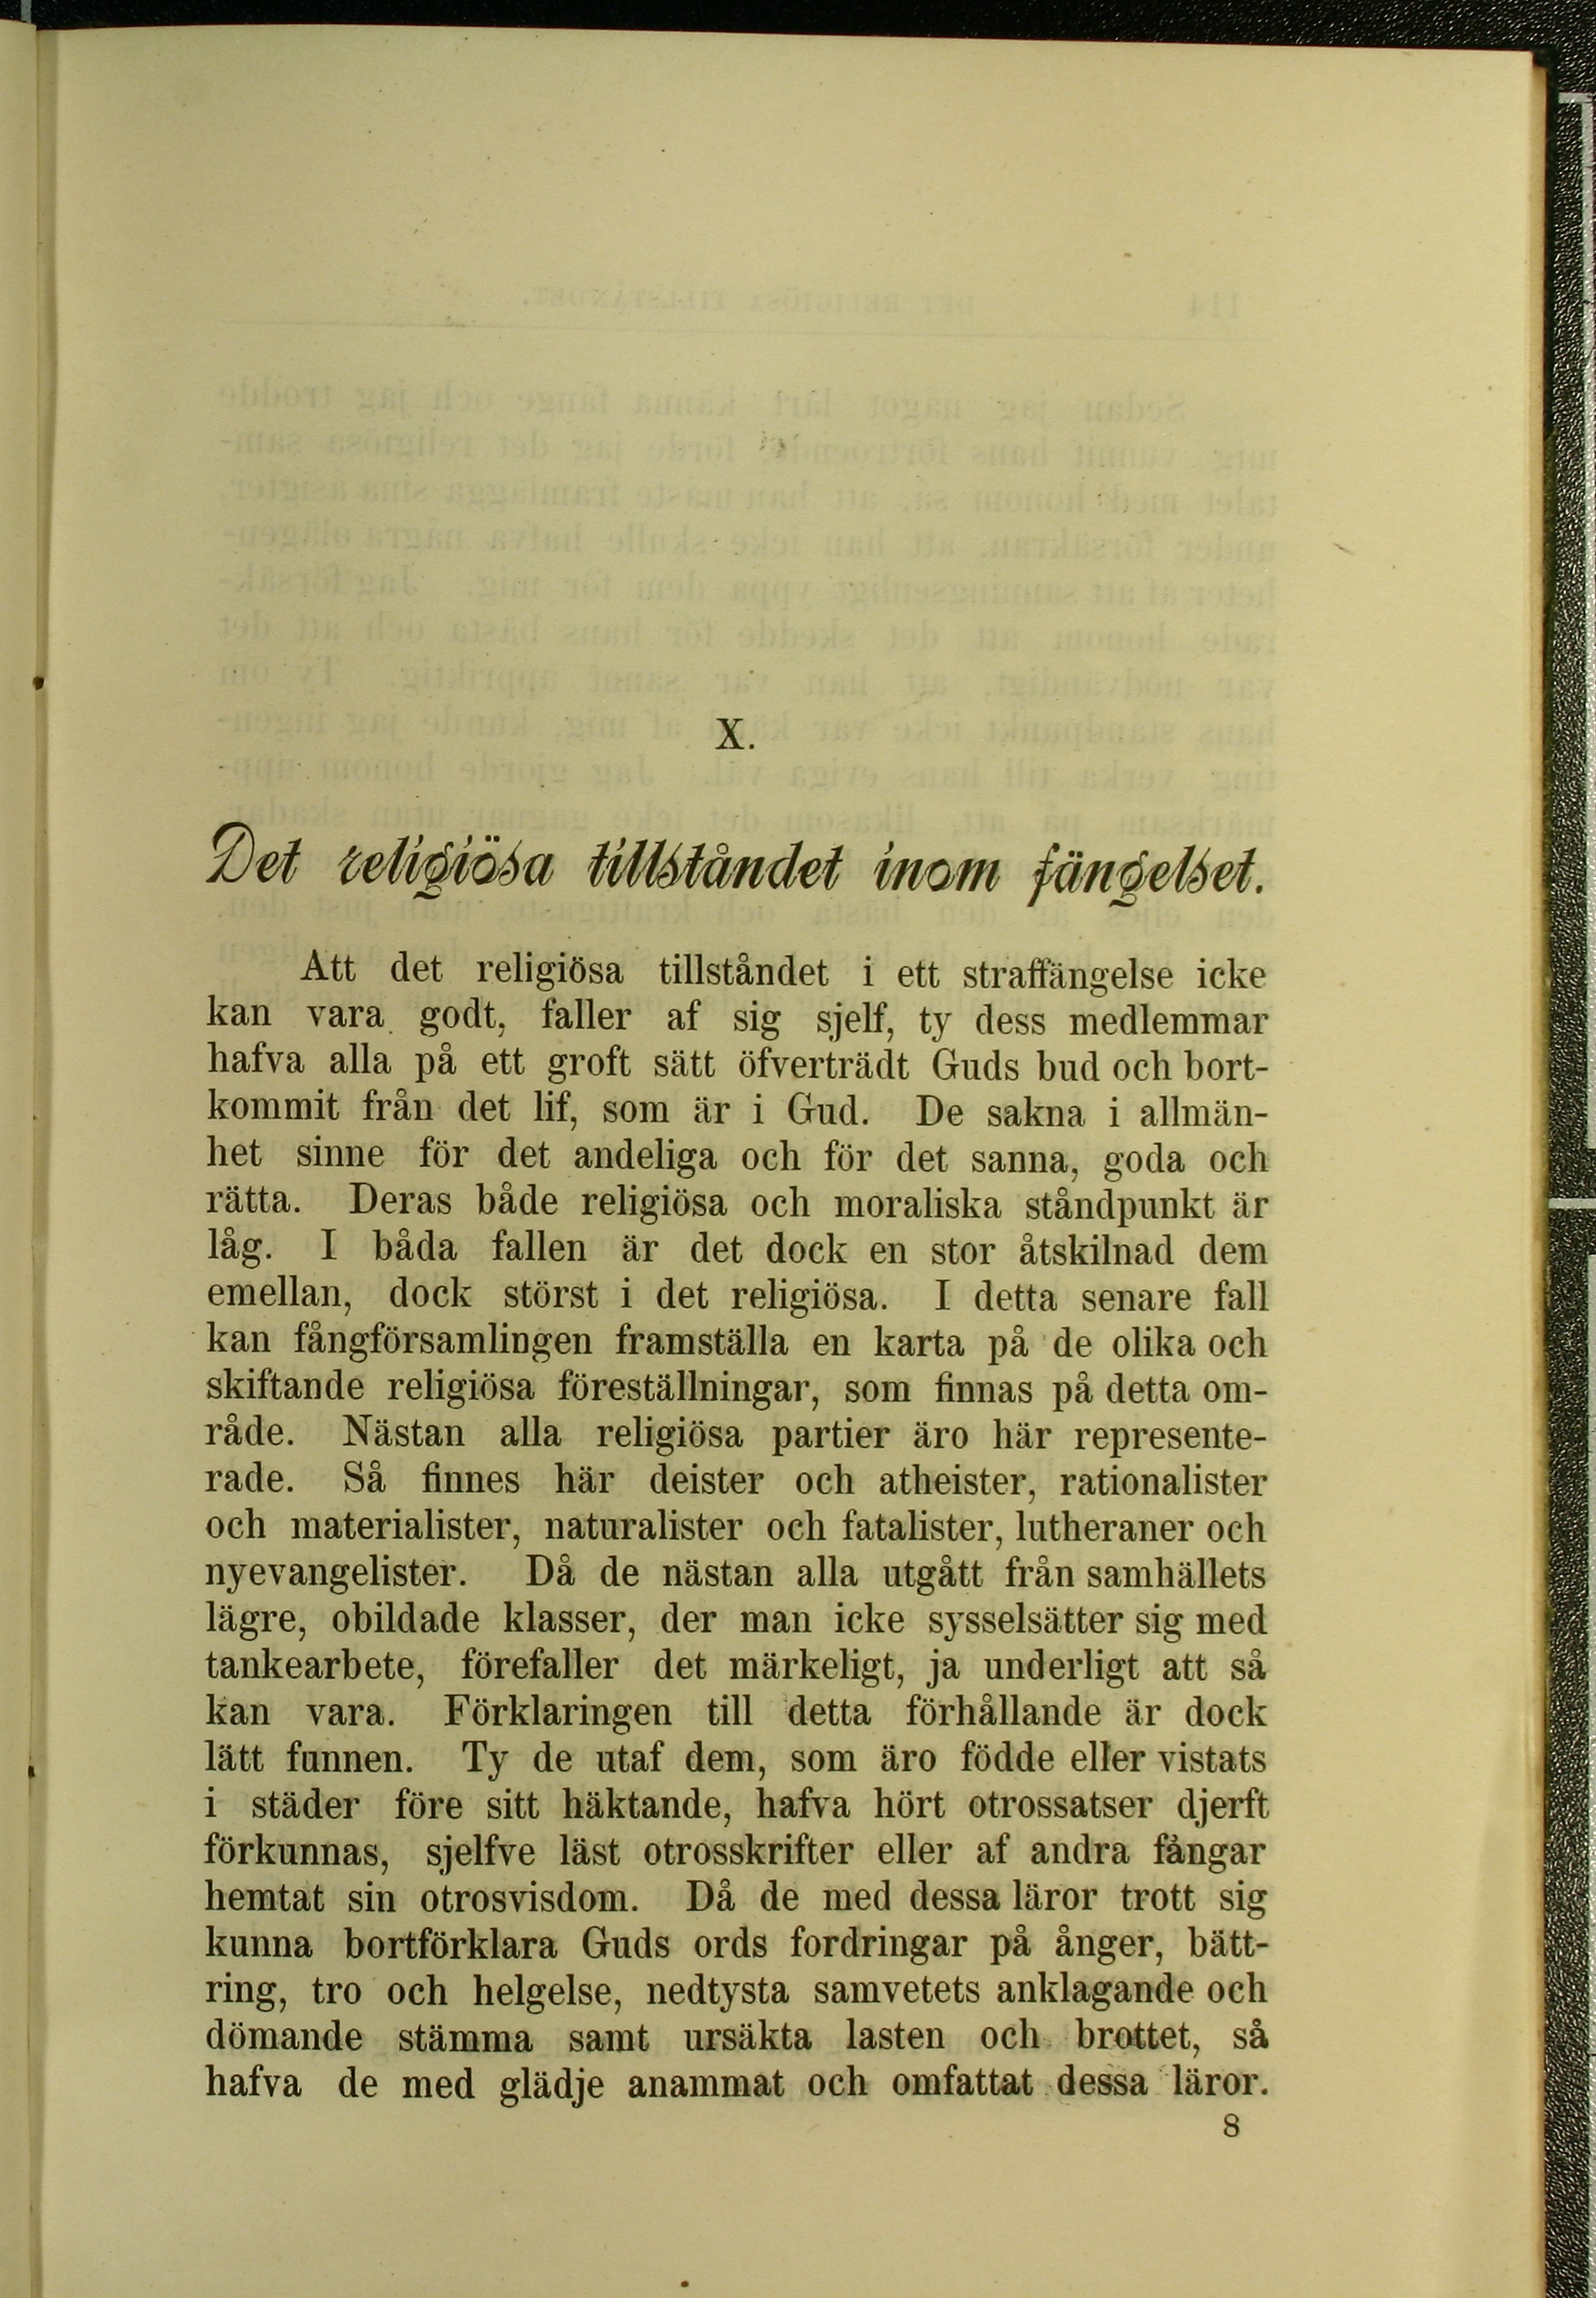 X.
Det religiösa tillståndet inom fängelset.
Att det religiösa tillståndet i ett straffängelse icke
kan vara godt, faller af sig sjelf, ty dess medlemmar
hafva alla på ett groft sätt öfverträdt Guds bud och bort-
kommit från det lif, som är i Gud. De sakna i allmän-
het sinne för det andeliga och för det sanna, goda och
rätta. Deras både religiösa och moraliska ståndpunkt är
låg. I båda fallen är det dock en stor åtskilnad dem
emellan, dock störst i det religiösa. I detta senare fall
kan fångförsamlingen framställa en karta på de olika och
skiftande religiösa föreställningar, som finnas på detta om-
råde. Nästan alla religiösa partier äro här represente-
rade. Så finnes här deister och atheister, rationalister
och materialister, naturalister och fatalister, lutheraner och
nyevangelister. Då de nästan alla utgått från samhällets
lägre, obildade klasser, der man icke sysselsätter sig med
tankearbete, förefaller det märkeligt, ja underligt att så
kan vara. Förklaringen till detta förhållande är dock
lätt funnen. Ty de utaf dem, som äro födde eller vistats
i städer före sitt häktande, hafva hört otrossatser djerft
förkunnas, sjelfve läst otrosskrifter eller af andra fångar
hemtat sin otrosvisdom. Då de med dessa läror trott sig
kunna bortförklara Guds ords fordringar på ånger, bätt-
ring, tro och helgelse, nedtysta samvetets anklagande och
dömande stämma samt ursäkta lasten och brottet, så
hafva de med glädje anammat och omfattat dessa läror.
8